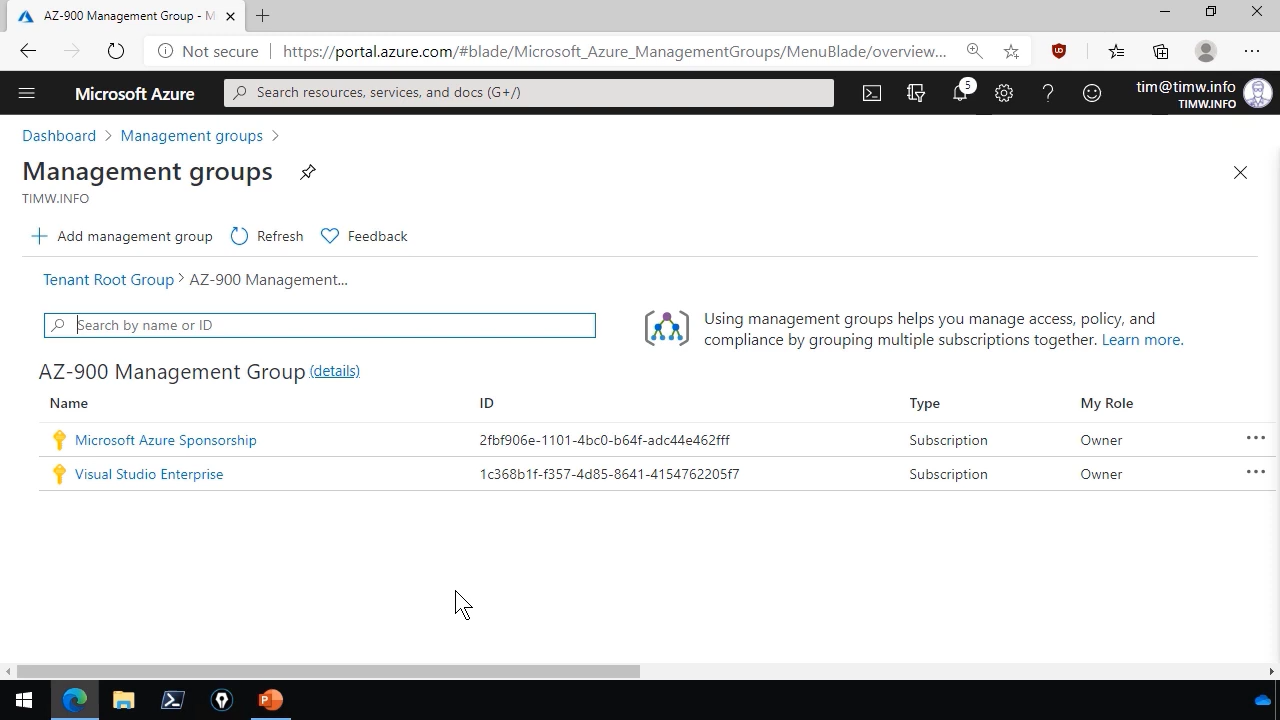 AZ-900 Management Group - M
Not secure
https://portal.azure.com/#blade/Microsoft_Azure_ManagementGroups/MenuBlade/overview...
Microsoft Azure
Search resources, services, and docs (G+/)
5
tim@timw.info
TIMW.INFO
Dashboard > Management groups >
Management groups
TIMW.INFO
Add management group
Refresh
Feedback
Tenant Root Group > AZ-900 Management...
Search by name or ID
Using management groups helps you manage access, policy, and
compliance by grouping multiple subscriptions together. Learn more.
AZ-900 Management Group (details)
Name ID Type My Role
Microsoft Azure Sponsorship 2fbf906e-1101-4bc0-b64f-adc44e462fff Subscription Owner ...
Visual Studio Enterprise 1c368b1f-f357-4d85-8641-4154762205f7 Subscription Owner ...